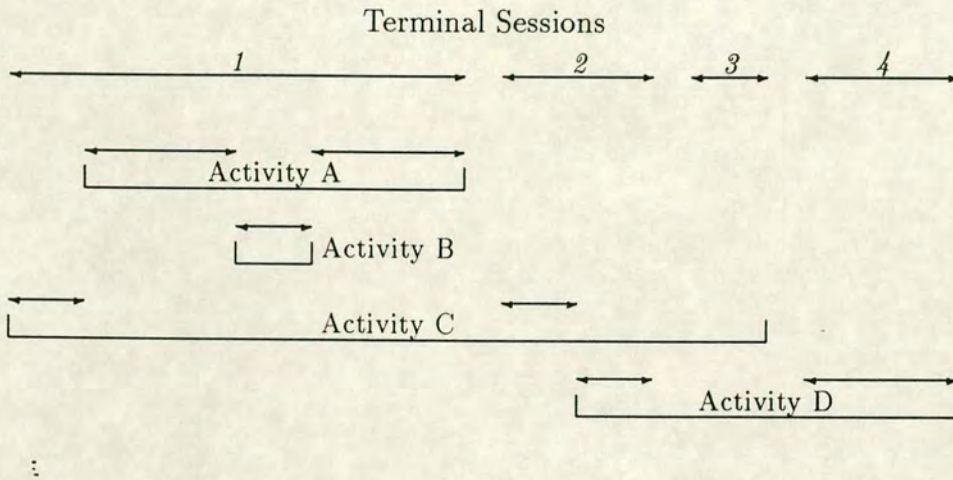 Terminal Sessions
1 2 3 4
Activity A
Activity B
Activity C
Activity D